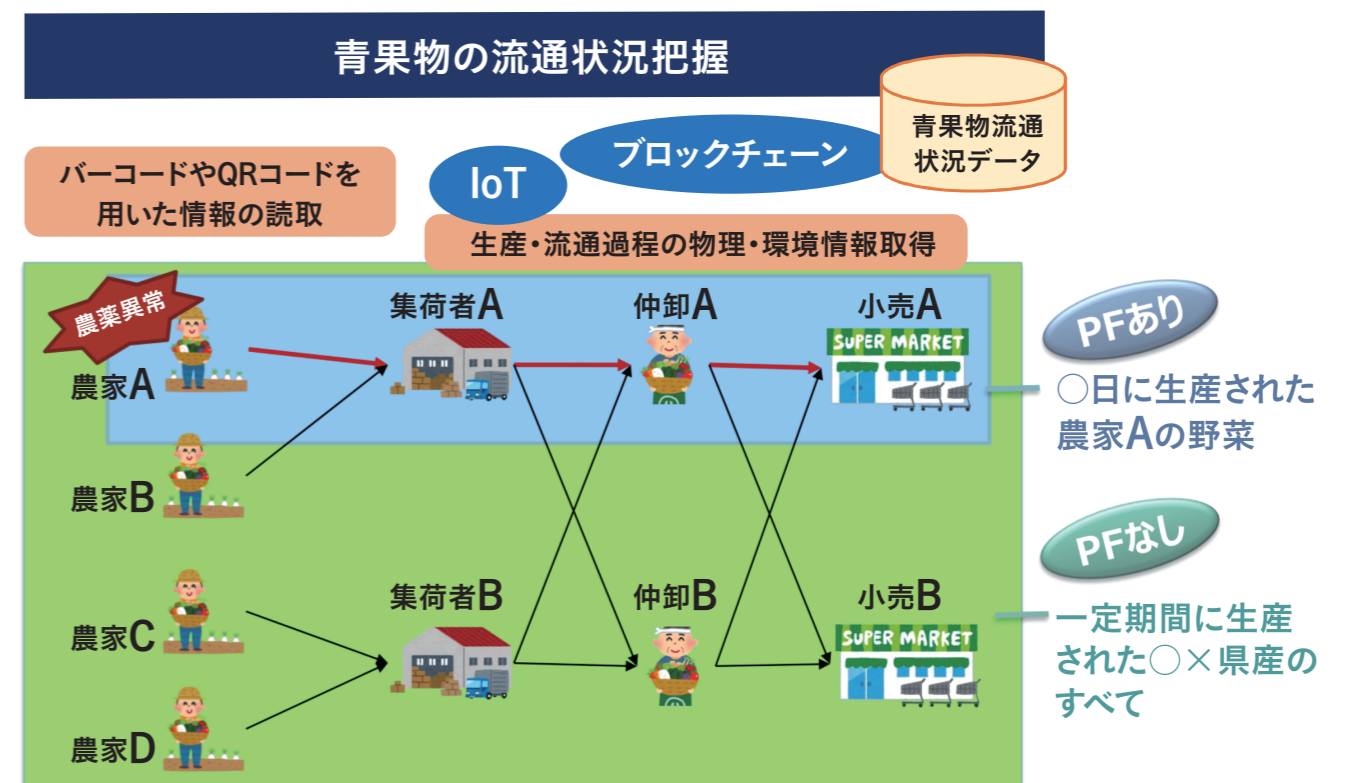 青果物の流通状況把握
青果物流通
状況データ
ブロックチェーン
IoT
バーコードやQRコードを
用いた情報の読取
生産・流通過程の物理・環境情報取得
農薬異常
集荷者A
仲卸A
小売A
SUPER MARKET
農家A
PFあり
○日に生産された
農家Aの野菜
農家B
PFなし
集荷者B
仲卸B
小売B
SUPER MARKET
農家C
一定期間に生産
された○×県産の
すべて
農家D